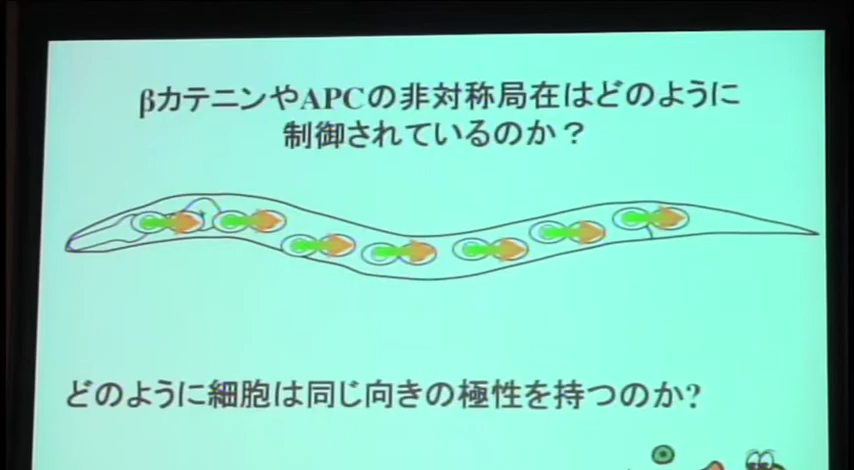 βカテニンやAPCの非対称局在はどのように
制御されているのか？
どのように細胞は同じ向きの極性を持つのか?